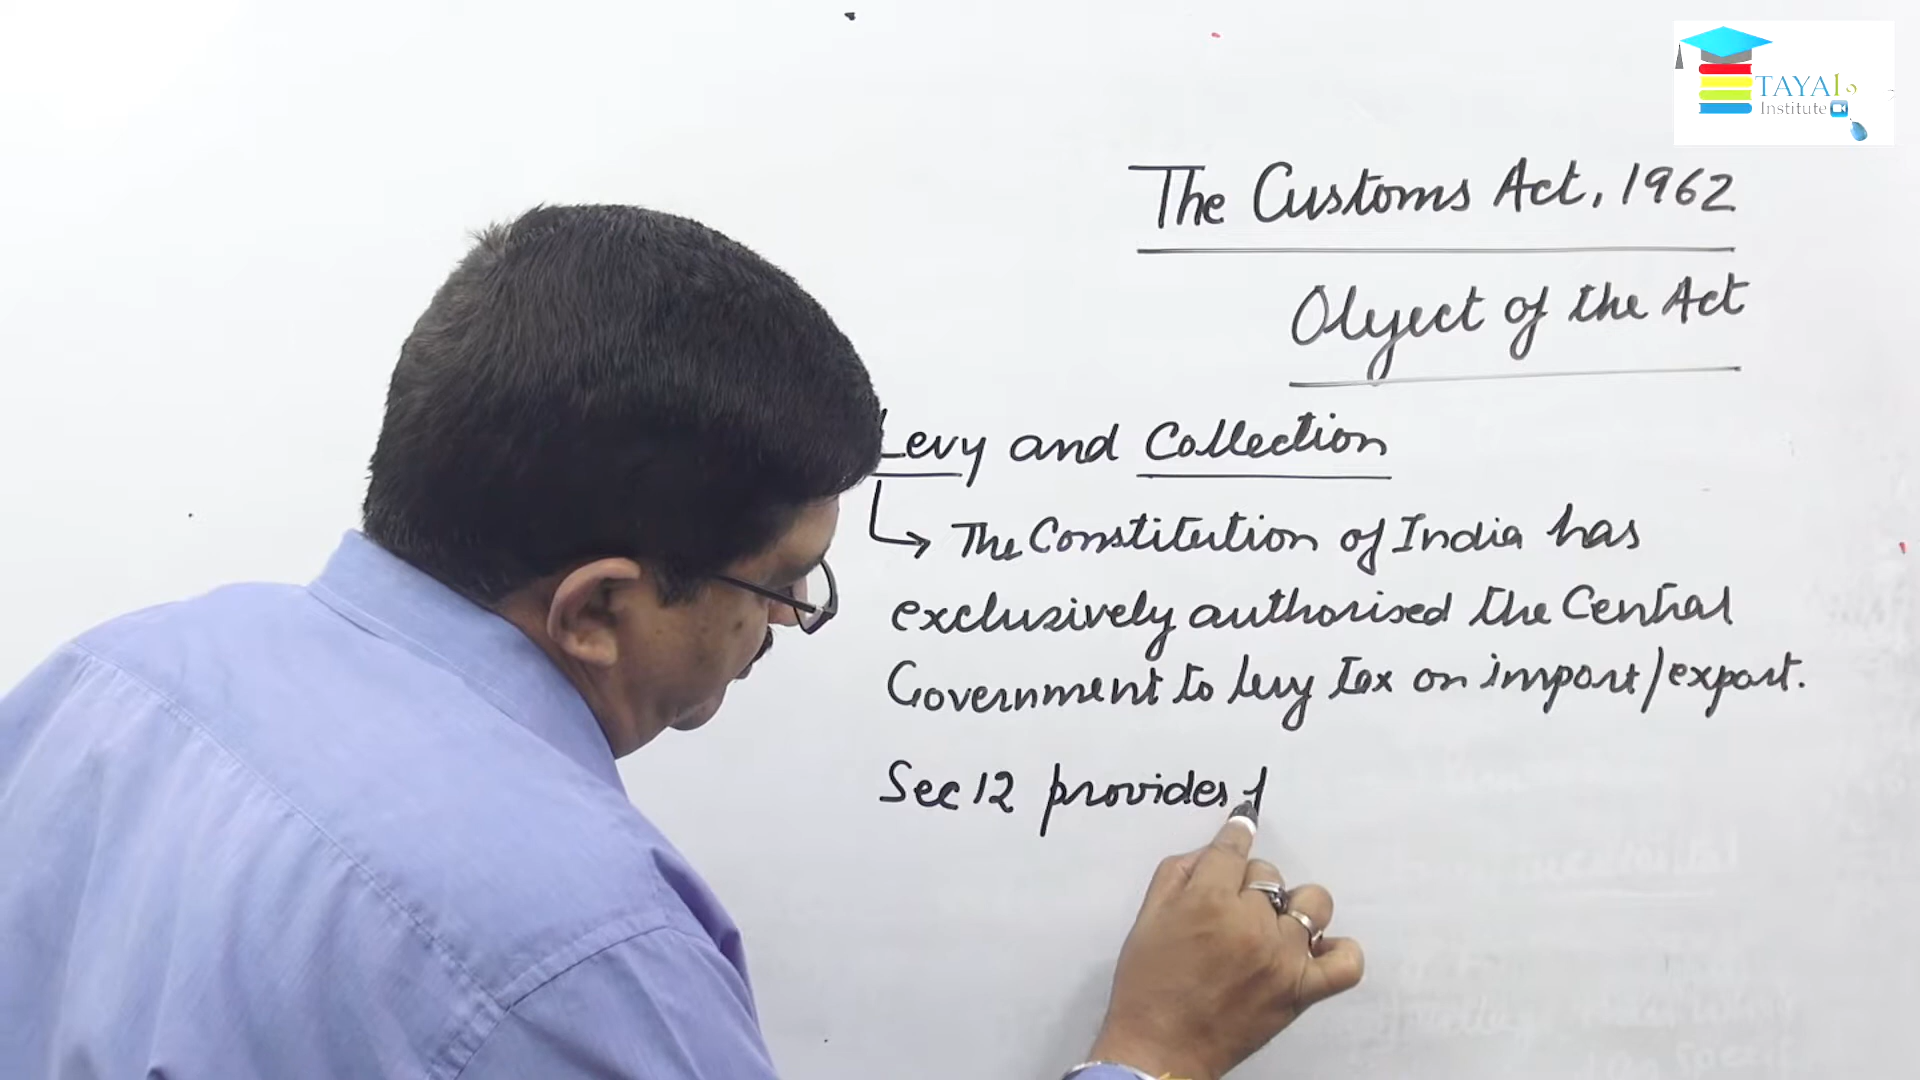 TAYAL
Institute
The Customs Act, 1962
Object of the Act
Levy and Collection
The Constitution of India has
exclusively authorised the Central
Government to levy tax on import/export.
Sec 12 provides f